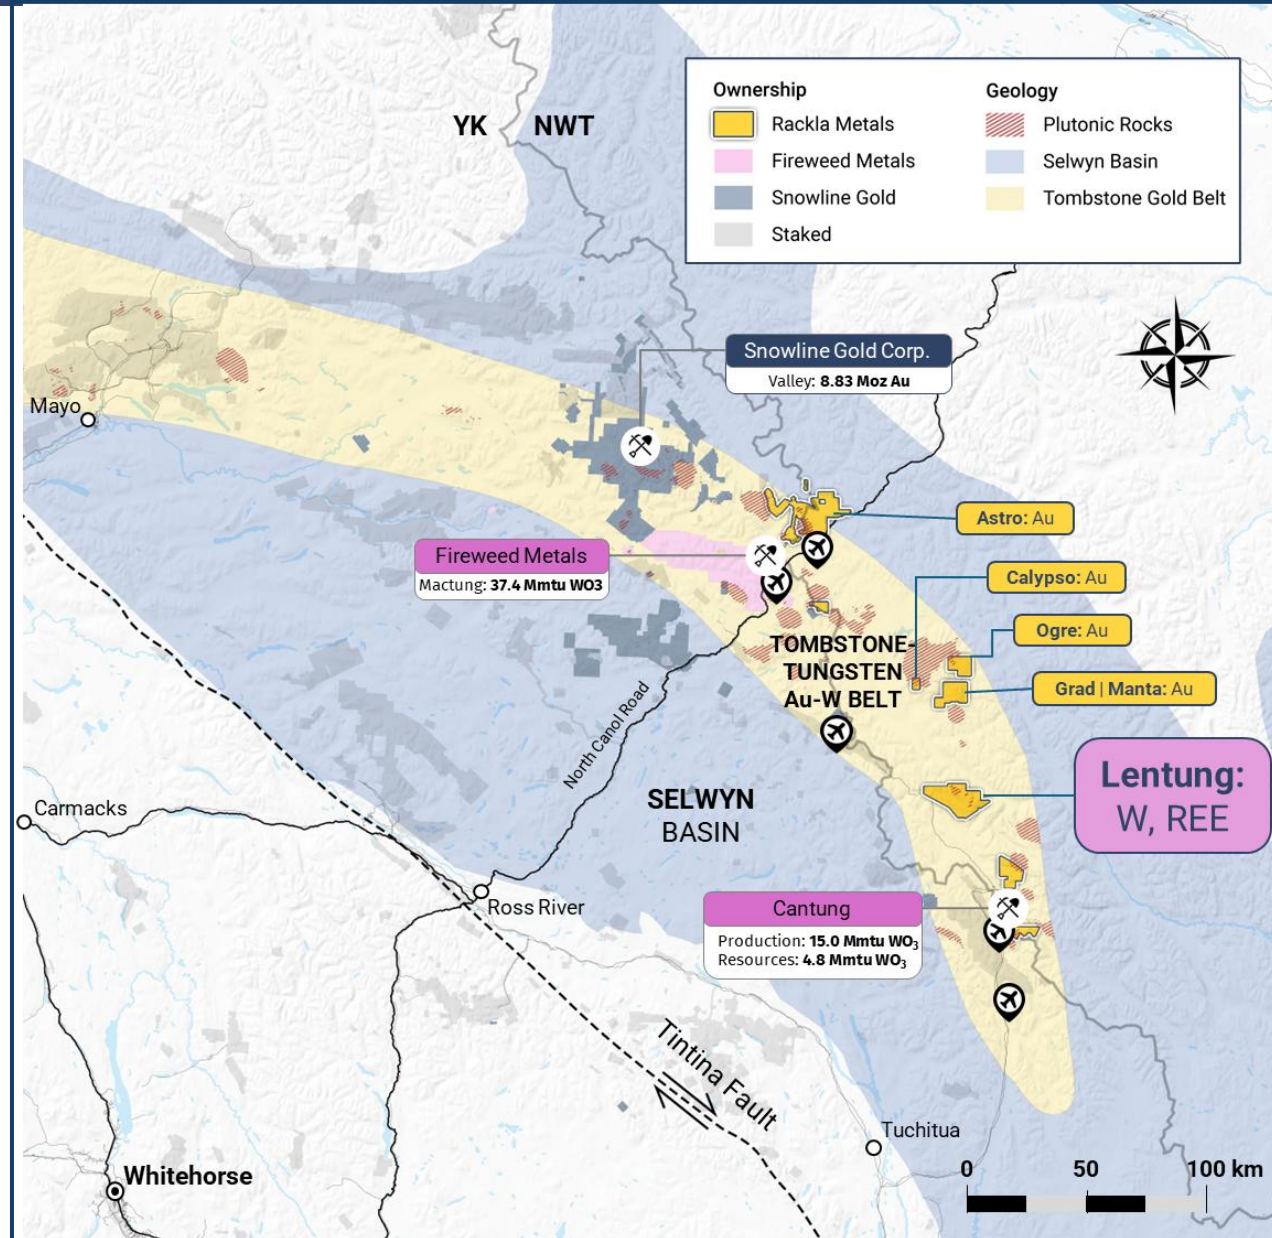 Ownership
Rackla Metals
Fireweed Metals
Snowline Gold
Staked
Geology
Plutonic Rocks
Selwyn Basin
Tombstone Gold Belt
YK
NWT
Snowline Gold Corp.
Valley: 8.83 Moz Au
Mayo
Astro: Au
Fireweed Metals
Mactung: 37.4 Mmtu WO3
Calypso: Au
Ogre: Au
TOMBSTONE-
TUNGSTEN
Au-W BELT
Grad | Manta: Au
North Canol Road
Lentung:
W, REE
Carmacks
SELWYN
BASIN
Ross River
Cantung
Production: 15.0 Mmtu WO₃
Resources: 4.8 Mmtu WO₃
Tintina Fault
Tuchitua
Whitehorse
0 50 100 km